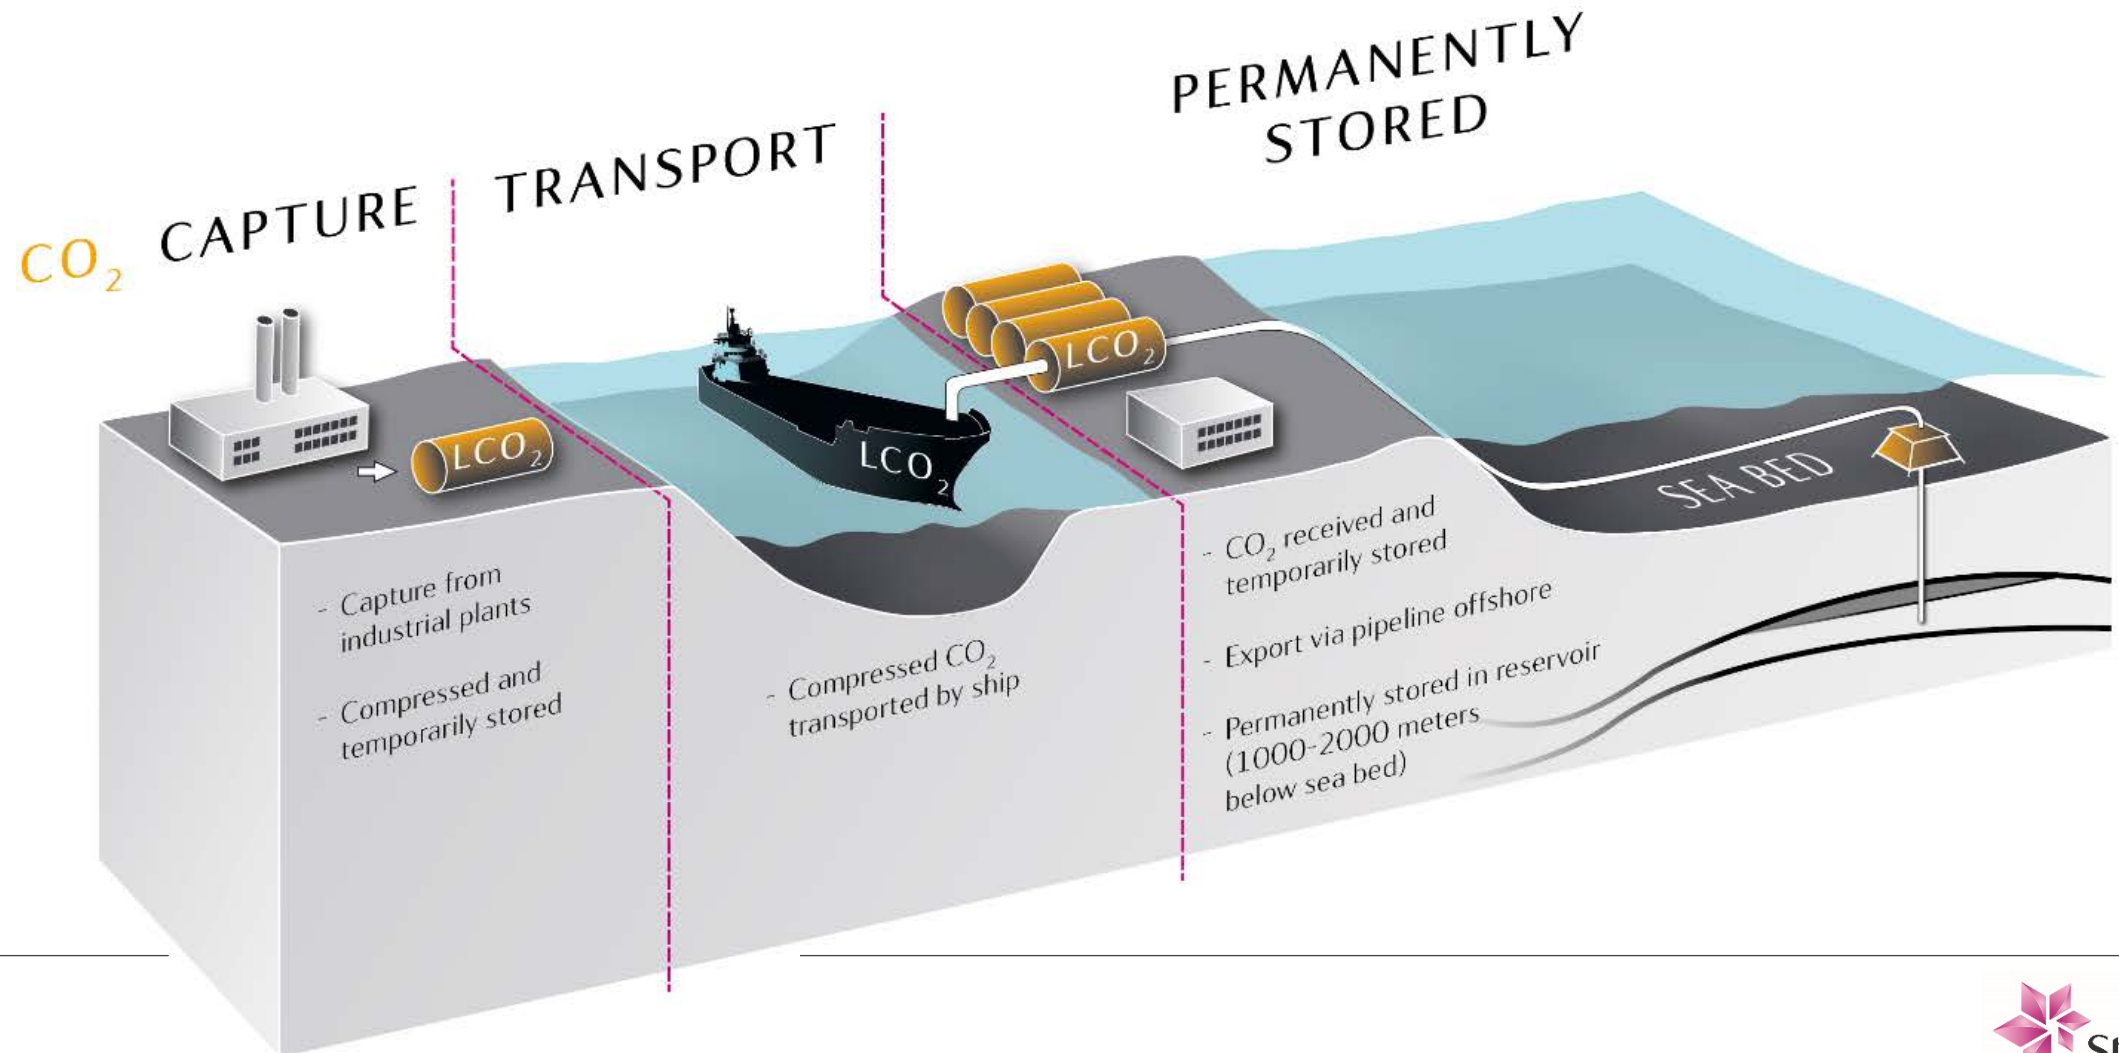 CO₂ CAPTURE
TRANSPORT
PERMANENTLY
STORED
LCO₂
LCO₂
LCO₂
SEA BED
- Capture from
industrial plants
- Compressed and
temporarily stored
- Compressed CO₂
transported by ship
- CO₂ received and
temporarily stored
- Export via pipeline offshore
- Permanently stored in reservoir
(1000-2000 meters
below sea bed)